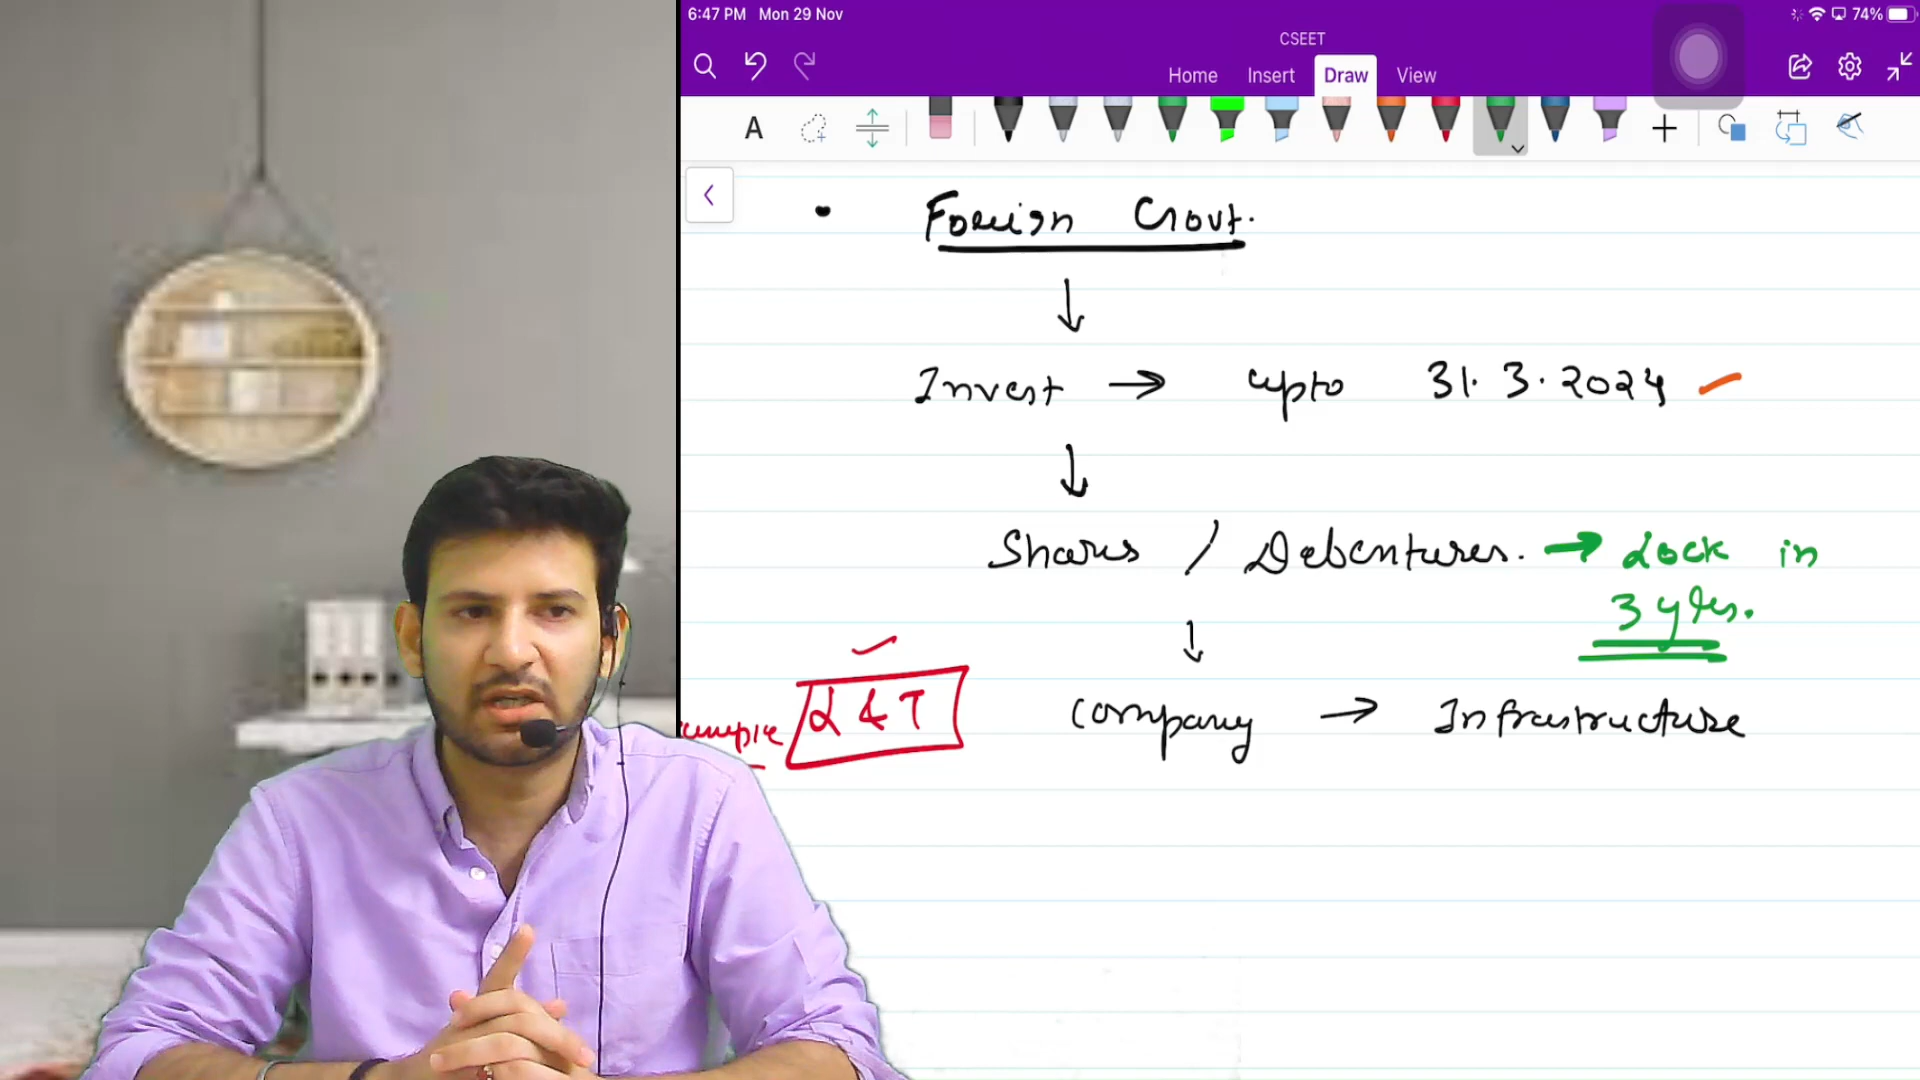 6:47 PM Mon 29 Nov 74%
CSEET
Home Insert Draw View
A
• Foreign Govt.
↓
Invest → upto 31.3.2024
↓
Shares / Debentures. → Lock in
3 yrs.
↓
L & T Company → Infrastructure